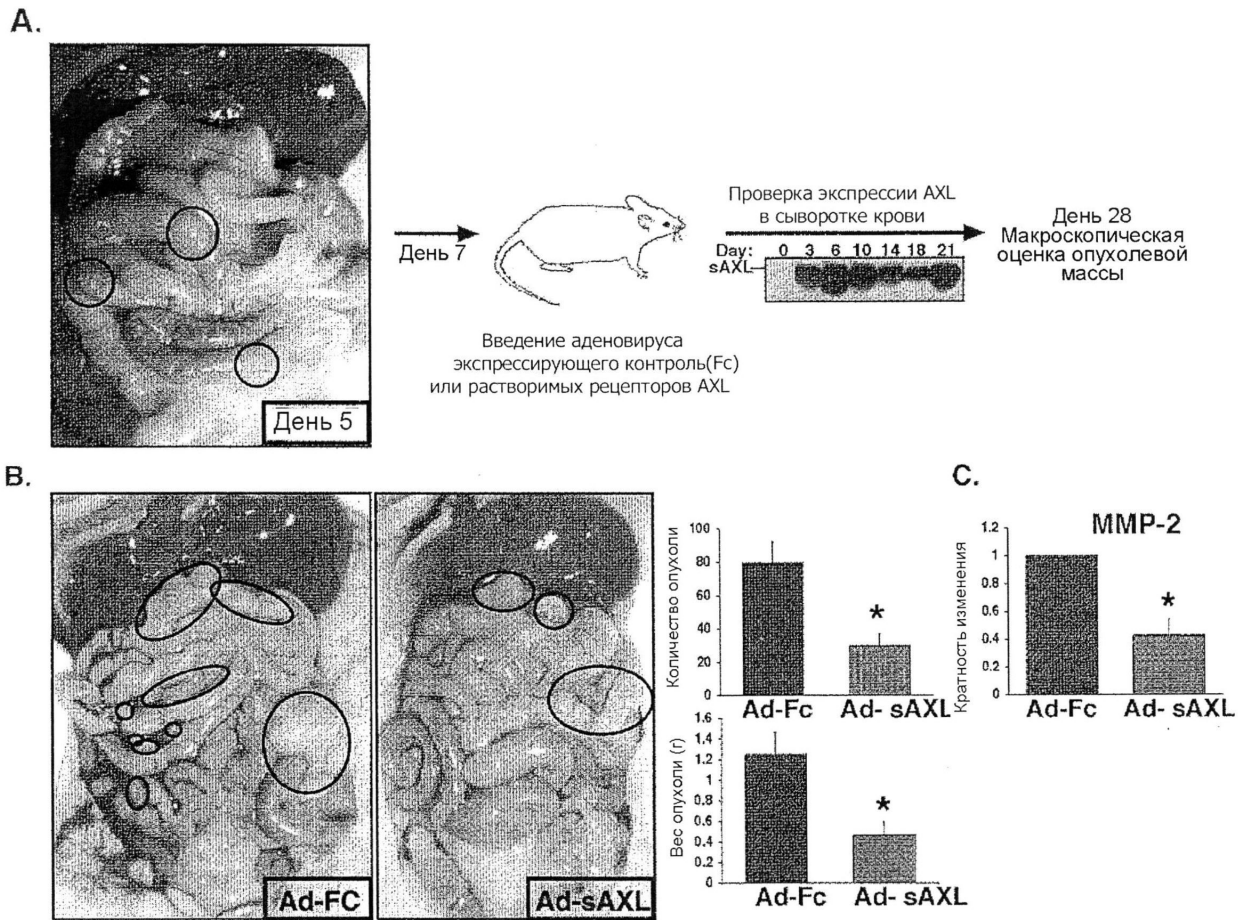 A.
День 5
День 7
Введение аденовируса
экспрессирующего контроль(Fc)
или растворимых рецепторов AXL
Проверка экспрессии AXL
в сыворотке крови
Day: 0 3 6 10 14 18 21
sAXL
День 28
Макроскопическая
оценка опухолевой
массы
B.
Ad-FC
Ad-sAXL
Количество опухоли
100
80
60
40
20
0
Ad-Fc Ad- sAXL
*
Вес опухоли (г)
1.6
1.4
1.2
1
0.8
0.6
0.4
0.2
0
Ad-Fc Ad- sAXL
*
C.
MMP-2
Кратность изменения
1.2
1
0.8
0.6
0.4
0.2
0
Ad-Fc Ad- sAXL
*